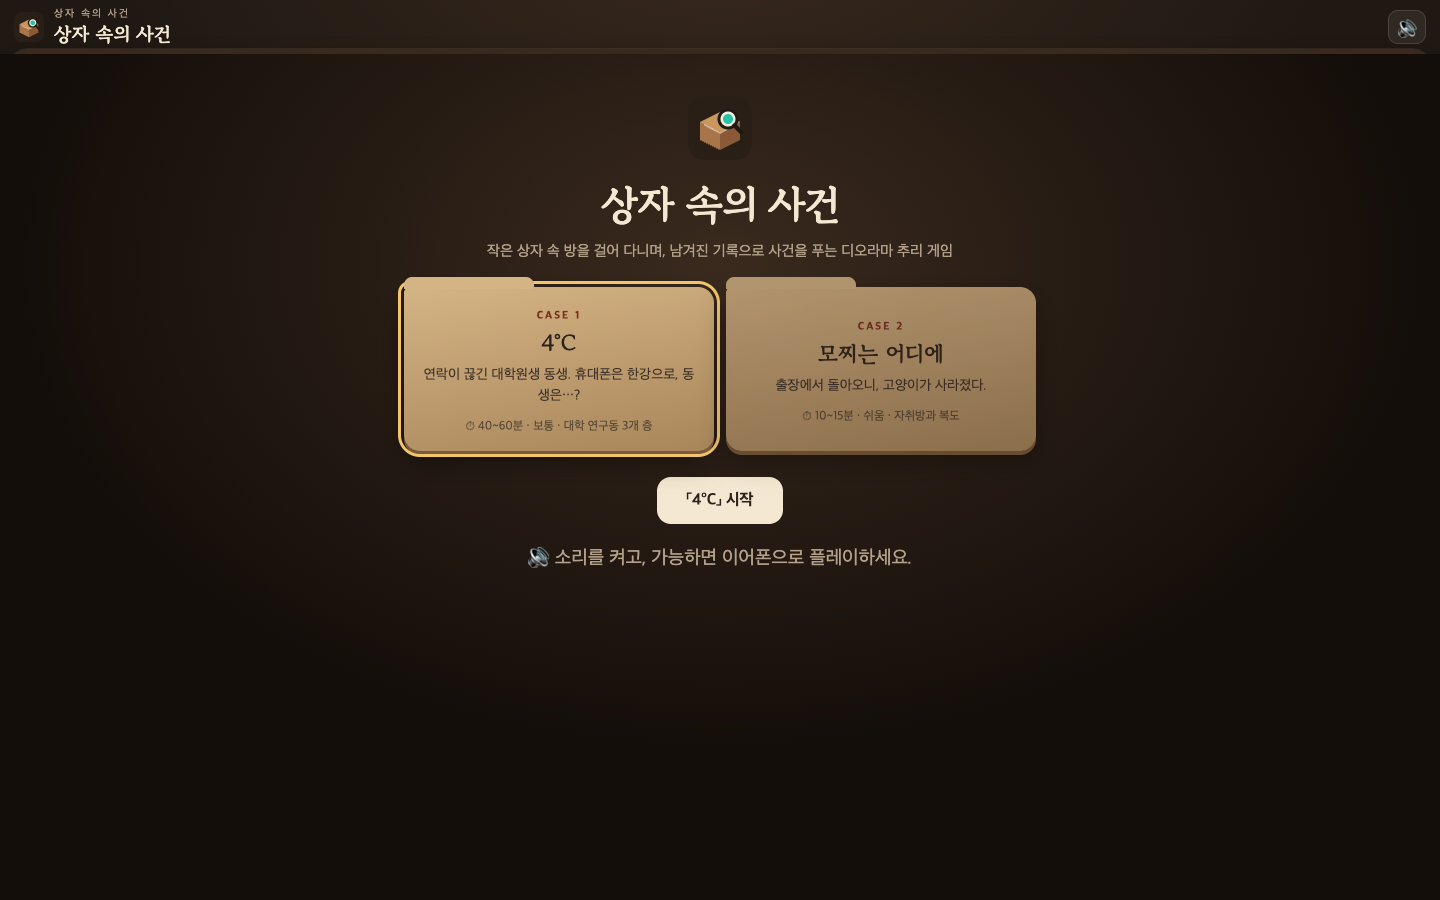 상자 속의 사건
상자 속의 사건
상자 속의 사건
작은 상자 속 방을 걸어 다니며, 남겨진 기록으로 사건을 푸는 디오라마 추리 게임
CASE 1
4°C
연락이 끊긴 대학원생 동생. 휴대폰은 한강으로, 동
생은…?
⏱ 40~60분 · 보통 · 대학 연구동 3개 층
CASE 2
모찌는 어디에
출장에서 돌아오니, 고양이가 사라졌다.
⏱ 10~15분 · 쉬움 · 자취방과 복도
「4°C」 시작
🔊 소리를 켜고, 가능하면 이어폰으로 플레이하세요.